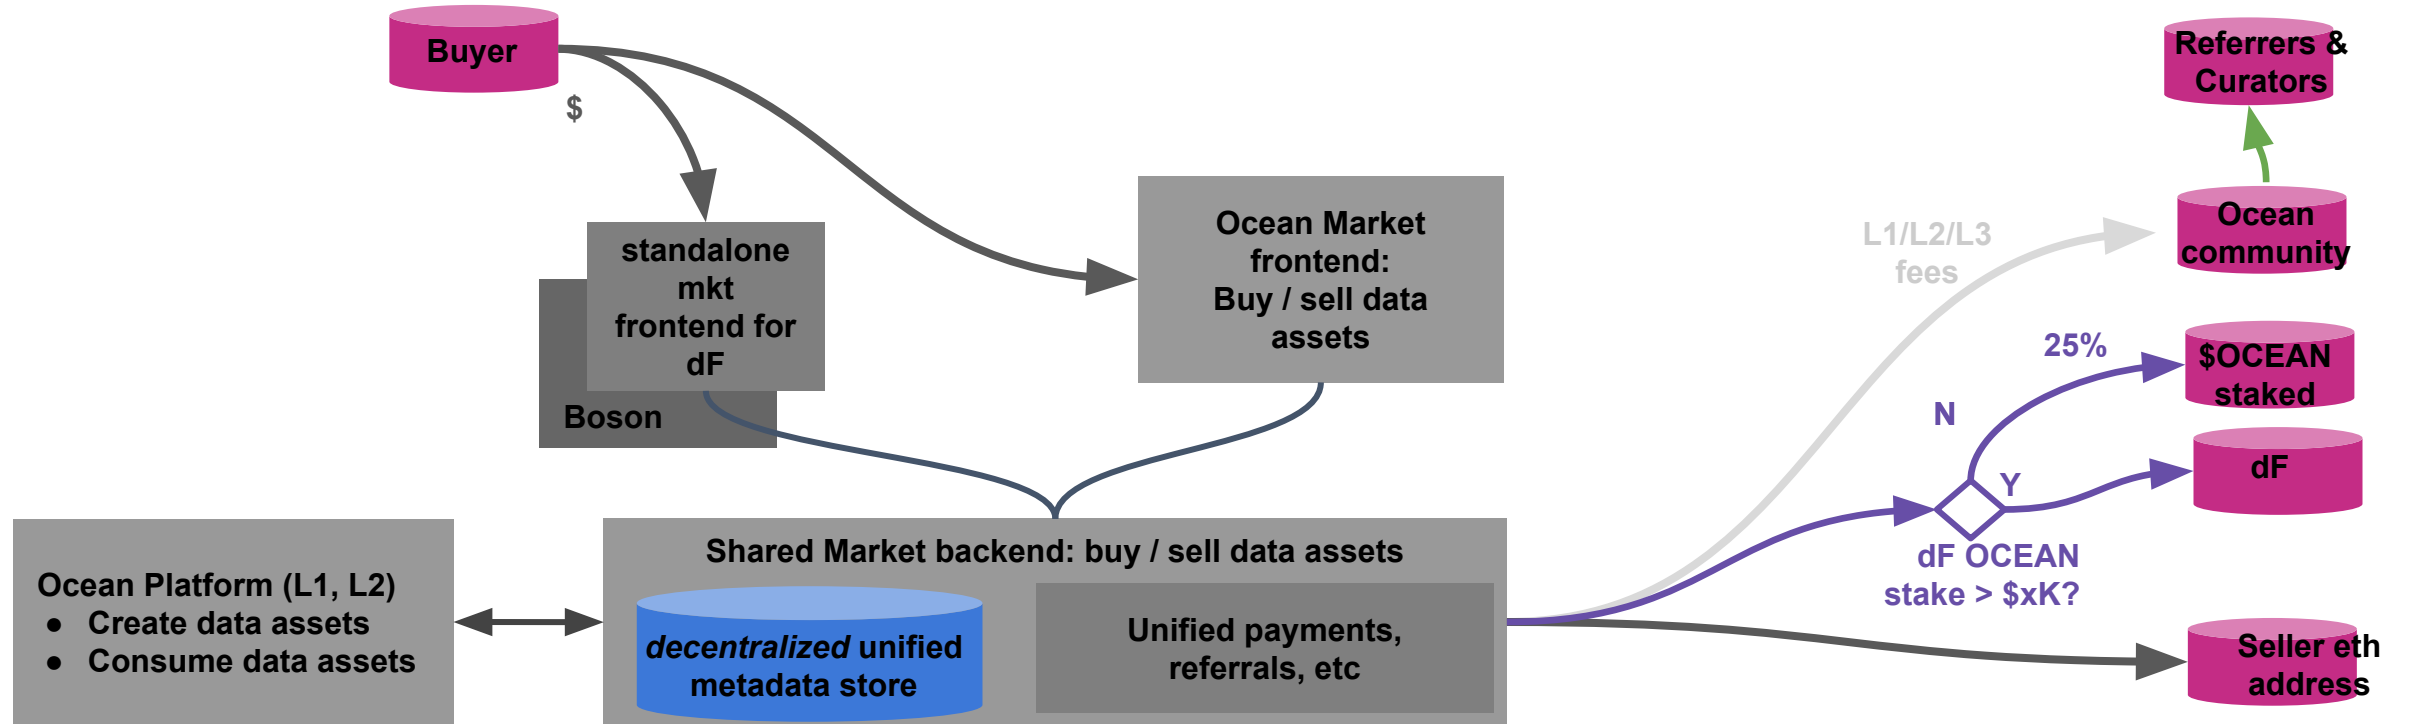 Buyer
$
standalone
mkt
frontend for
dF
Boson
Ocean Market
frontend:
Buy / sell data
assets
Referrers &
Curators
Ocean
community
L1/L2/L3
fees
25%
$OCEAN
staked
N
Y
dF
dF OCEAN
stake > $xK?
Seller eth
address
Ocean Platform (L1, L2)
● Create data assets
● Consume data assets
Shared Market backend: buy / sell data assets
decentralized unified
metadata store
Unified payments,
referrals, etc